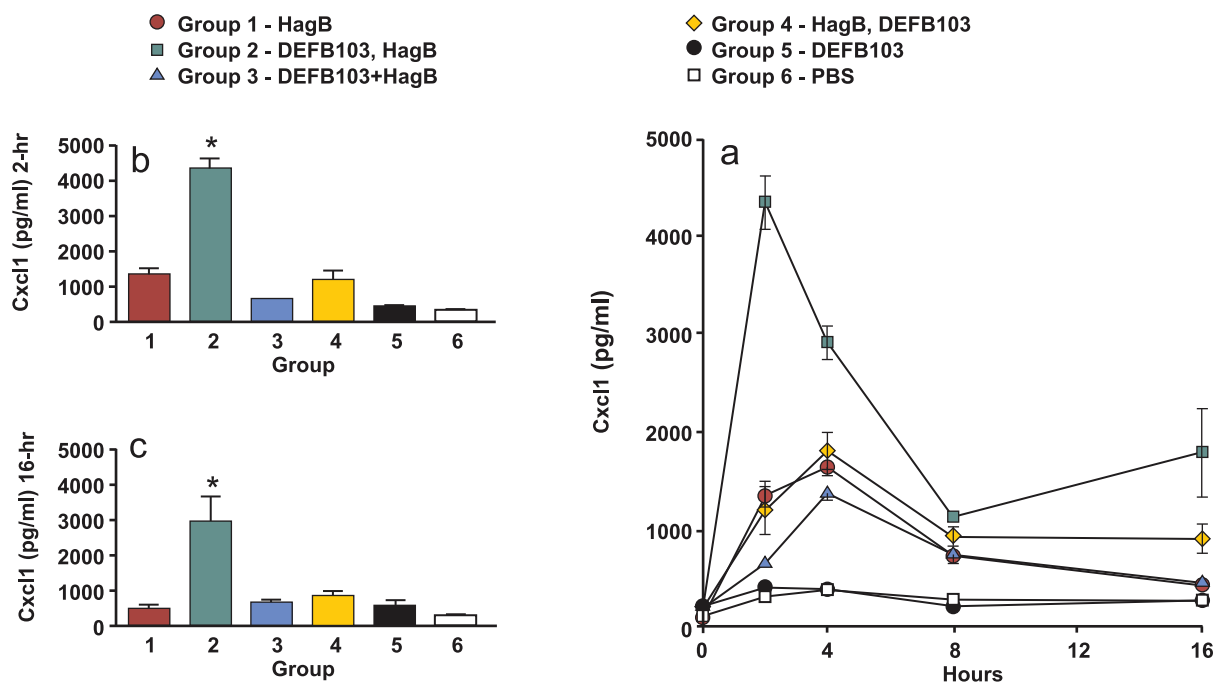 Group 1 - HagB
Group 2 - DEFB103, HagB
Group 3 - DEFB103+HagB
Group 4 - HagB, DEFB103
Group 5 - DEFB103
Group 6 - PBS
b
Cxcl1 (pg/ml) 2-hr
5000
4000
3000
2000
1000
0
*
1 2 3 4 5 6
Group
c
Cxcl1 (pg/ml) 16-hr
5000
4000
3000
2000
1000
0
*
1 2 3 4 5 6
Group
a
Cxcl1 (pg/ml)
5000
4000
3000
2000
1000
0
0 4 8 12 16
Hours